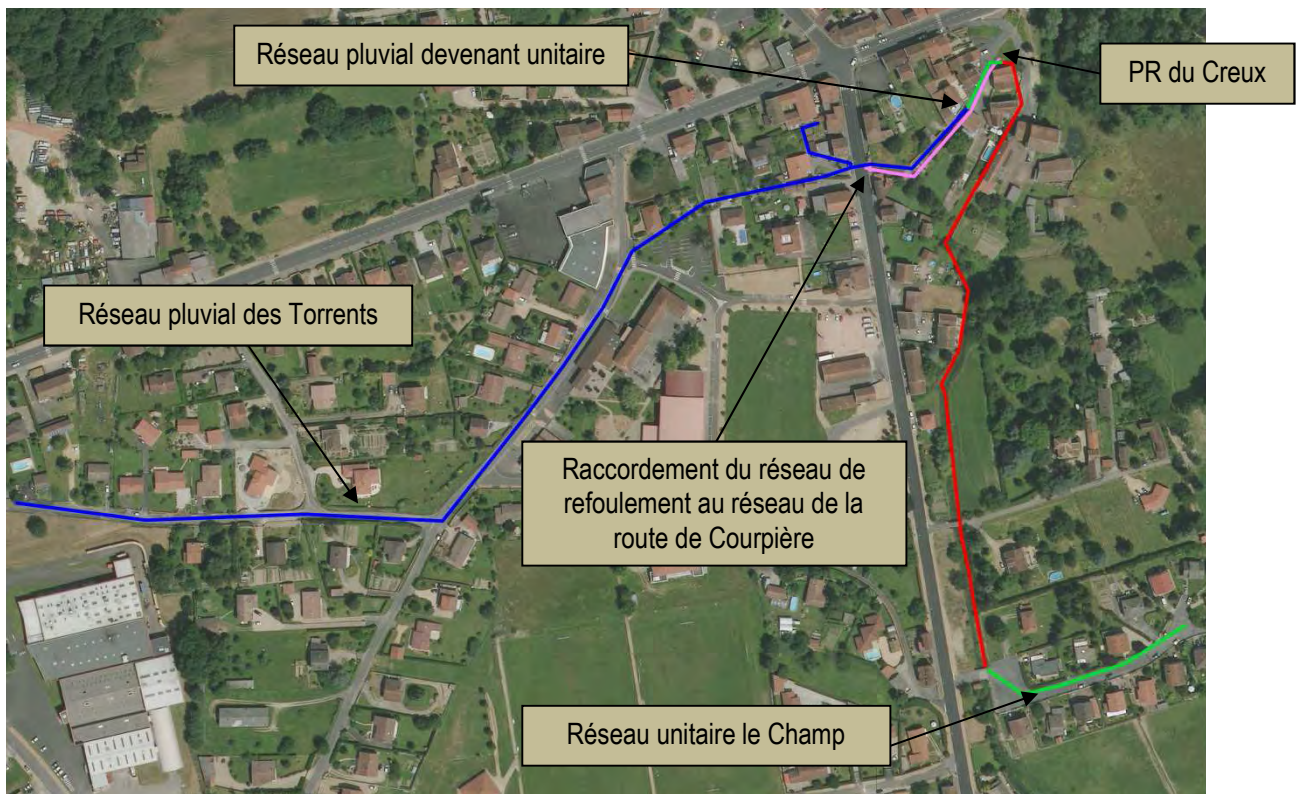 Réseau pluvial devenant unitaire
PR du Creux
Réseau pluvial des Torrents
Raccordement du réseau de
refoulement au réseau de la
route de Courpière
Réseau unitaire le Champ